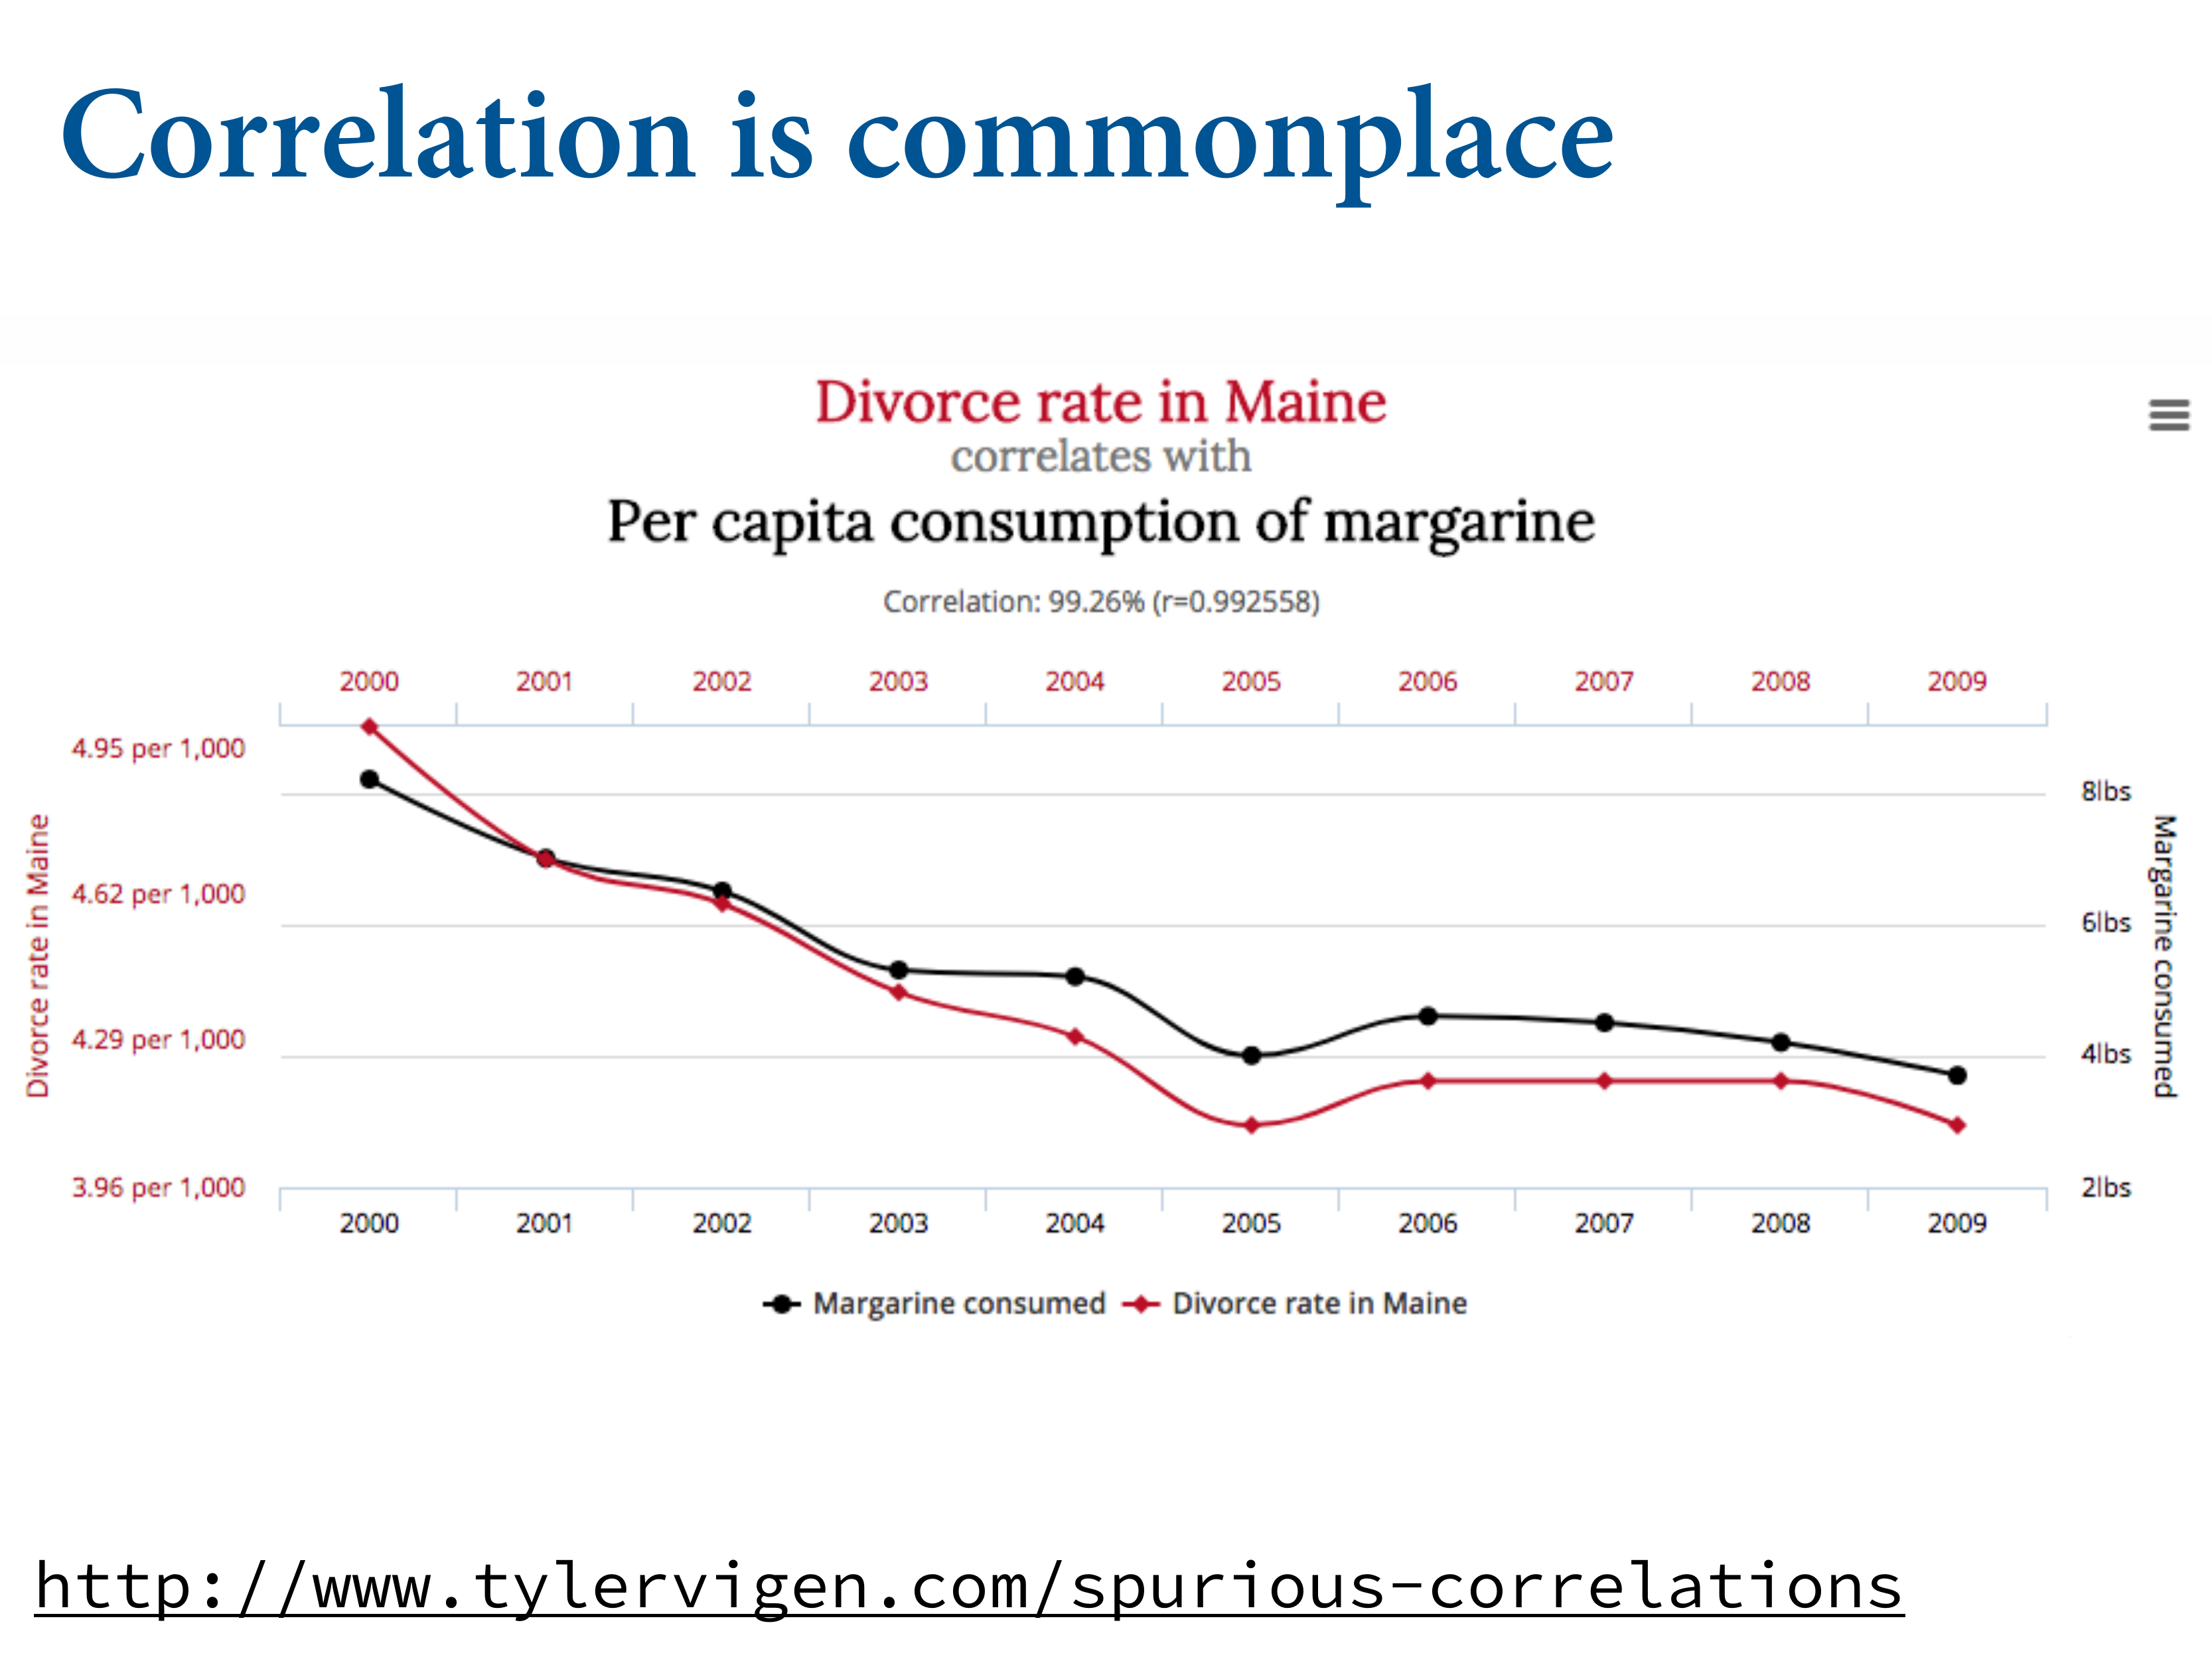 Correlation is commonplace
Divorce rate in Maine
correlates with
Per capita consumption of margarine
Correlation: 99.26% (r=0.992558)
2000 2001 2002 2003 2004 2005 2006 2007 2008 2009
4.95 per 1,000
4.62 per 1,000
4.29 per 1,000
3.96 per 1,000
Divorce rate in Maine
8lbs
6lbs
4lbs
2lbs
Margarine consumed
2000 2001 2002 2003 2004 2005 2006 2007 2008 2009
Margarine consumed Divorce rate in Maine
http://www.tylervigen.com/spurious-correlations